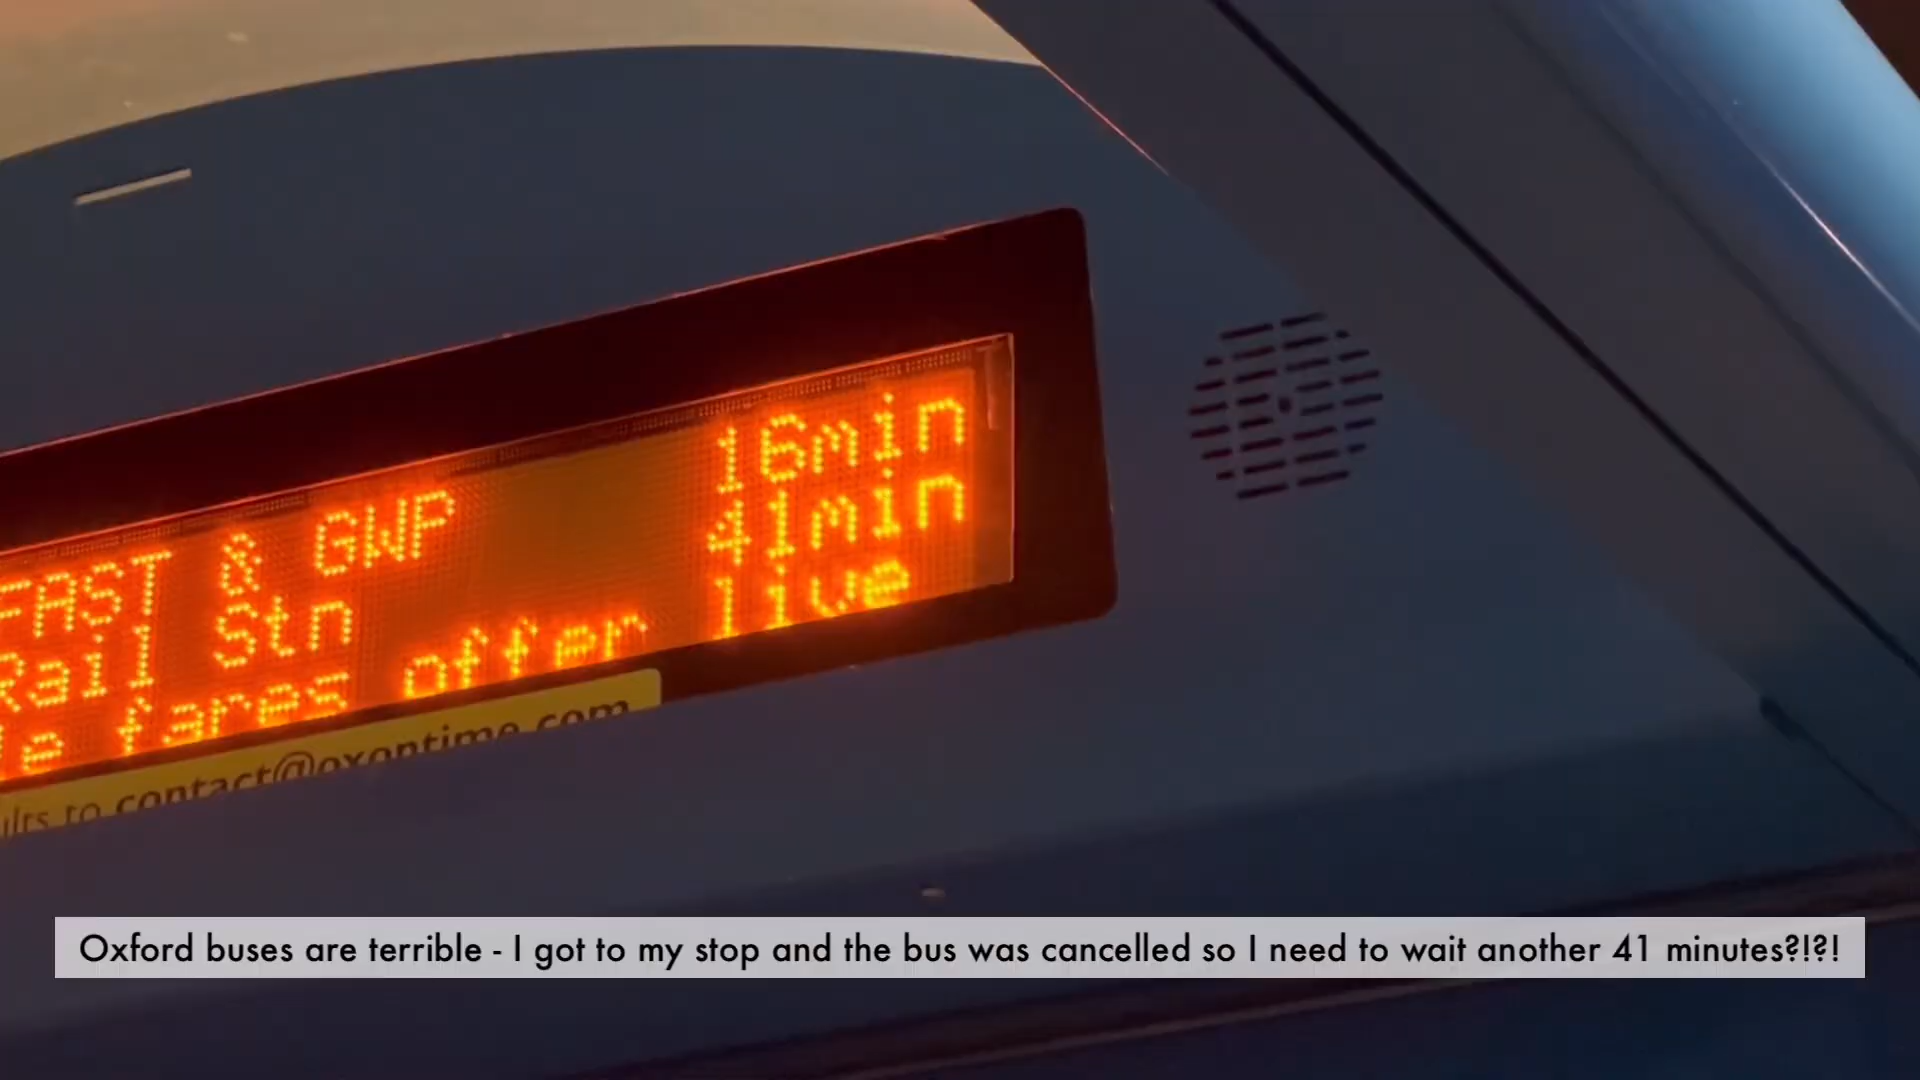 FAST & GWP 16min
Rail Stn 41min
fares offer live
to contact@oxontime.com
Oxford buses are terrible - I got to my stop and the bus was cancelled so I need to wait another 41 minutes?!?!